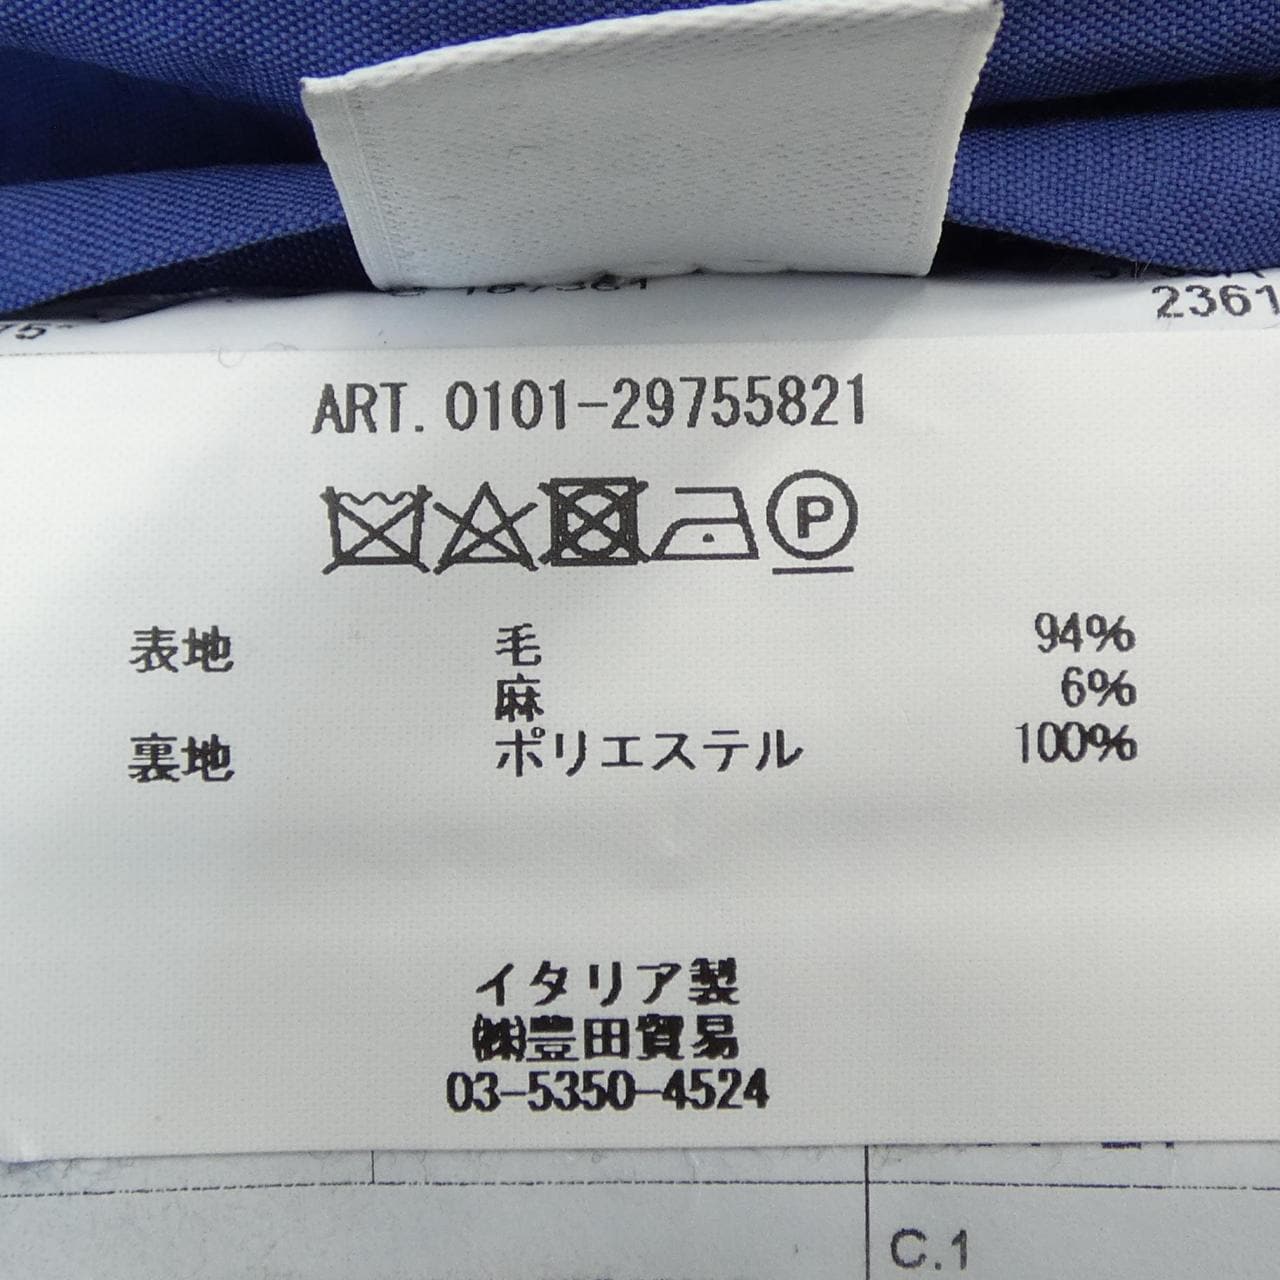 2361
ART. 0101-29755821
P
表地 毛 94%
麻 6%
裏地 ポリエステル 100%
イタリア製
㈱豊田貿易
03-5350-4524
C.1